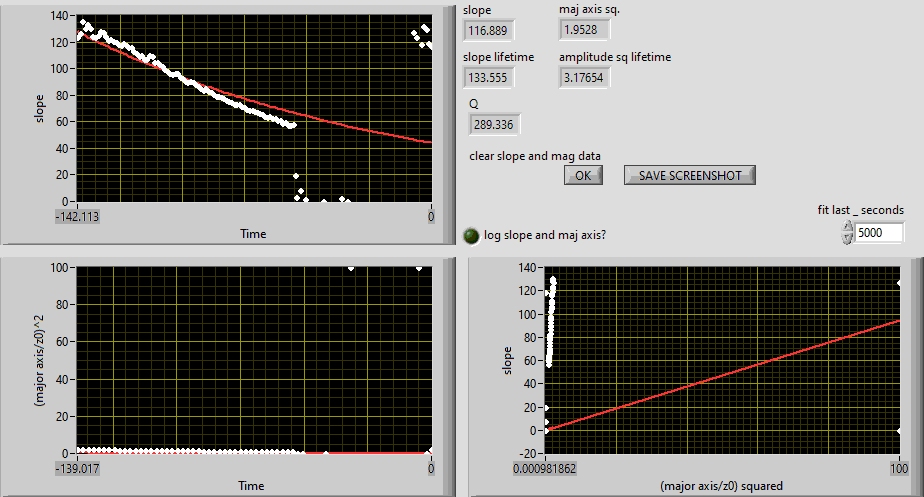 140
120
100
80
60
40
20
0
slope
-142.113
0
Time
slope
maj axis sq.
116.889
1.9528
slope lifetime
amplitude sq lifetime
133.555
3.17654
Q
289.336
clear slope and mag data
OK
SAVE SCREENSHOT
fit last _ seconds
log slope and maj axis?
5000
100
80
60
40
20
0
(major axis/z0)^2
-139.017
0
Time
140
120
100
80
60
40
20
0
-20
slope
0.000981862
100
(major axis/z0) squared